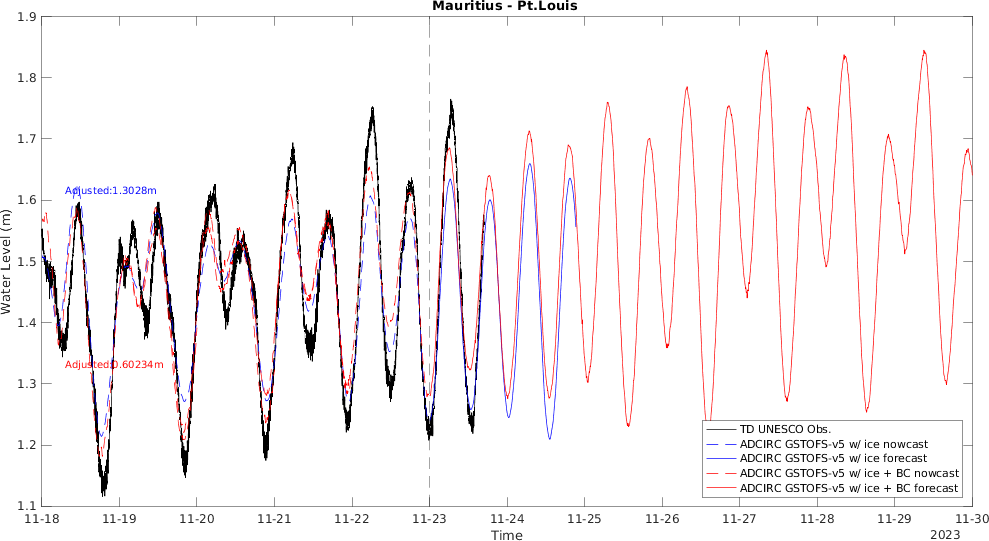 Mauritius - Pt.Louis
1.9
1.8
1.7
1.6
1.5
1.4
1.3
1.2
1.1
Water Level (m)
Adjusted:1.3028m
Adjusted:0.60234m
TD UNESCO Obs.
ADCIRC GSTOFS-v5 w/ ice nowcast
ADCIRC GSTOFS-v5 w/ ice forecast
ADCIRC GSTOFS-v5 w/ ice + BC nowcast
ADCIRC GSTOFS-v5 w/ ice + BC forecast
11-18 11-19 11-20 11-21 11-22 11-23 11-24 11-25 11-26 11-27 11-28 11-29 11-30
Time
2023